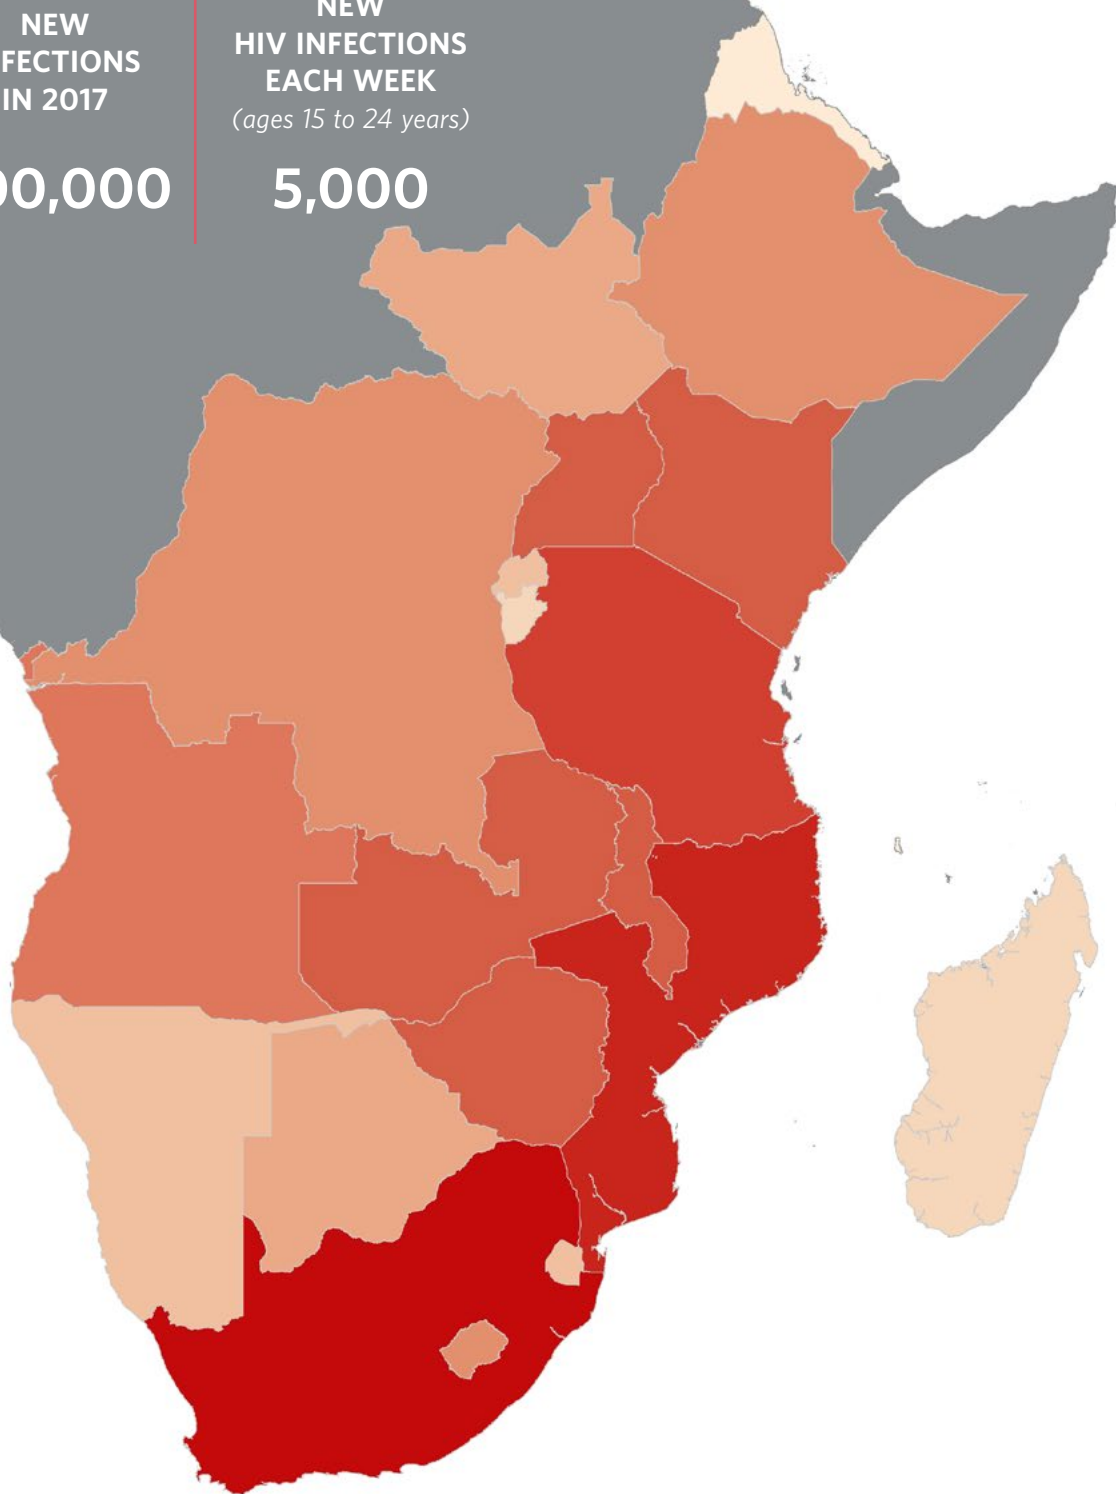 NEW
FECTIONS
IN 2017
00,000
NEW
HIV INFECTIONS
EACH WEEK
(ages 15 to 24 years)
5,000